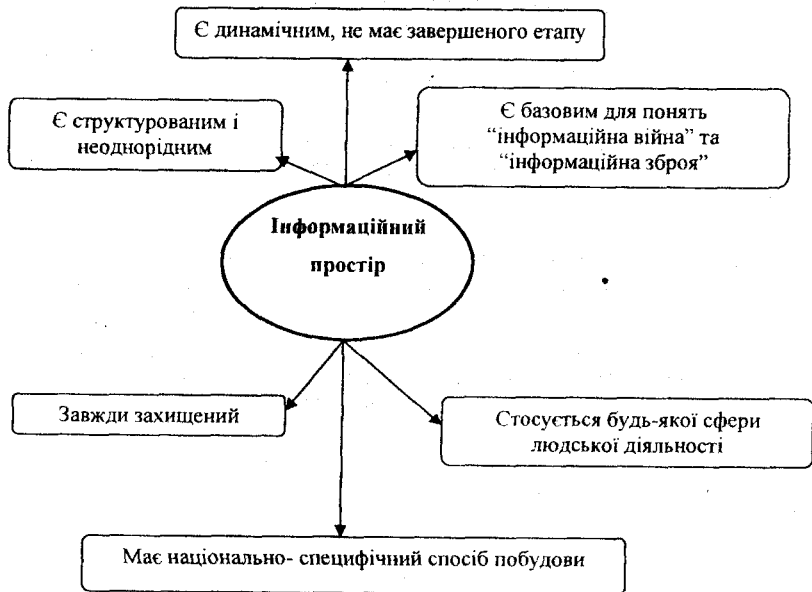 Є динамічним, не має завершеного етапу
Є структурованим і
неоднорідним
Є базовим для понять
“інформаційна війна” та
“інформаційна зброя”
Інформаційний
простір
Завжди захищений
Стосується будь-якої сфери
людської діяльності
Має національно- специфічний спосіб побудови